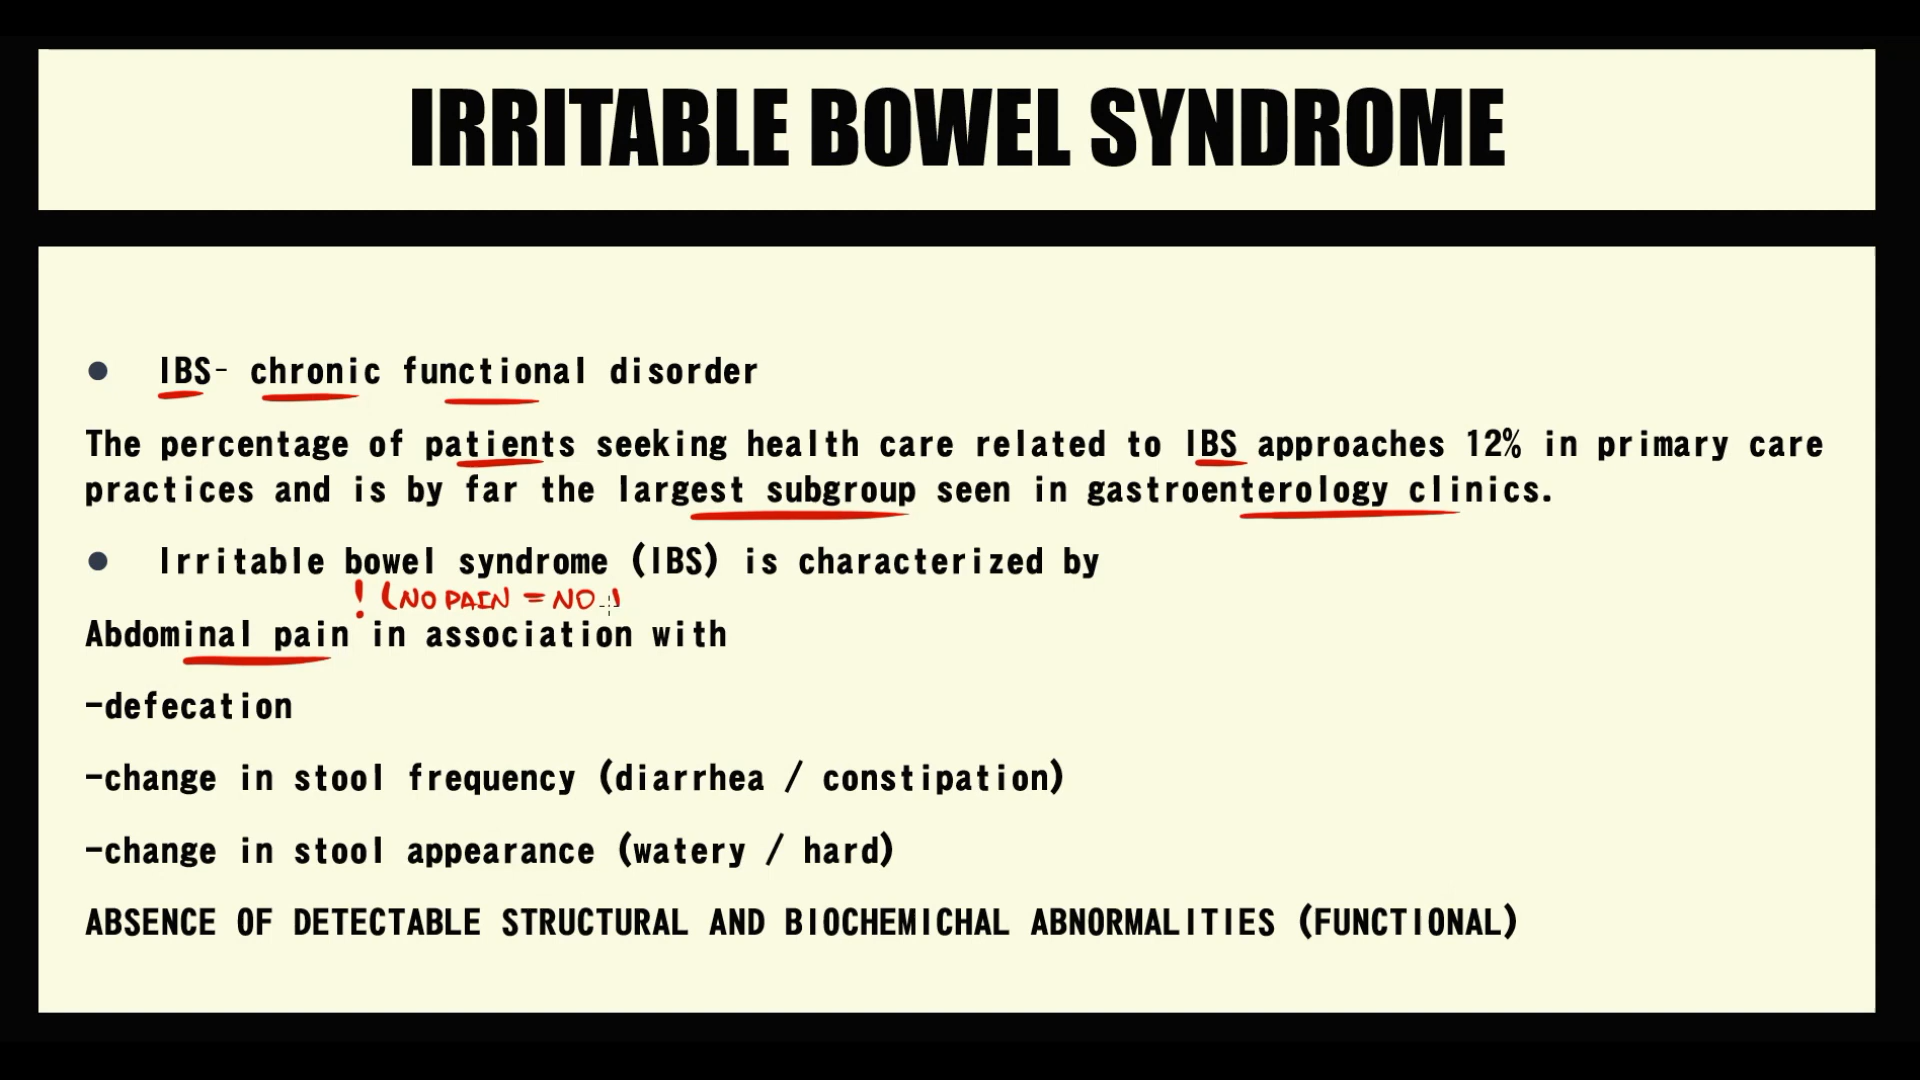 IRRITABLE BOWEL SYNDROME
● IBS- chronic functional disorder
The percentage of patients seeking health care related to IBS approaches 12% in primary care
practices and is by far the largest subgroup seen in gastroenterology clinics.
● Irritable bowel syndrome (IBS) is characterized by
! (NO PAIN = NO
Abdominal pain in association with
-defecation
-change in stool frequency (diarrhea / constipation)
-change in stool appearance (watery / hard)
ABSENCE OF DETECTABLE STRUCTURAL AND BIOCHEMICHAL ABNORMALITIES (FUNCTIONAL)